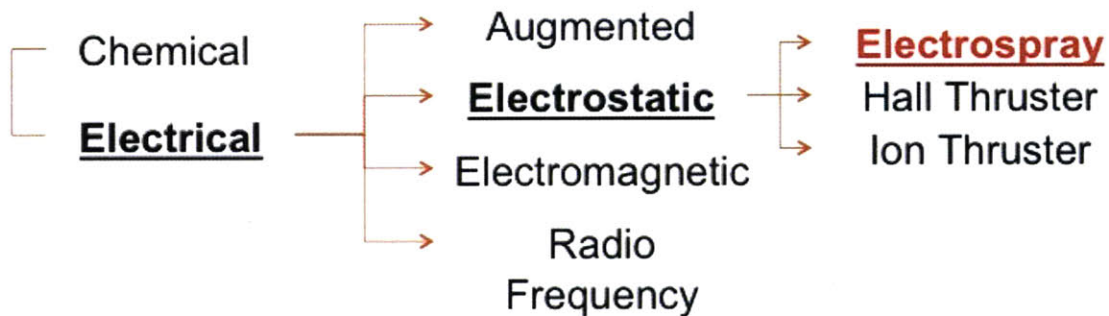 Chemical
Electrical
Augmented
Electrostatic
Electromagnetic
Radio
Frequency
Electrospray
Hall Thruster
Ion Thruster